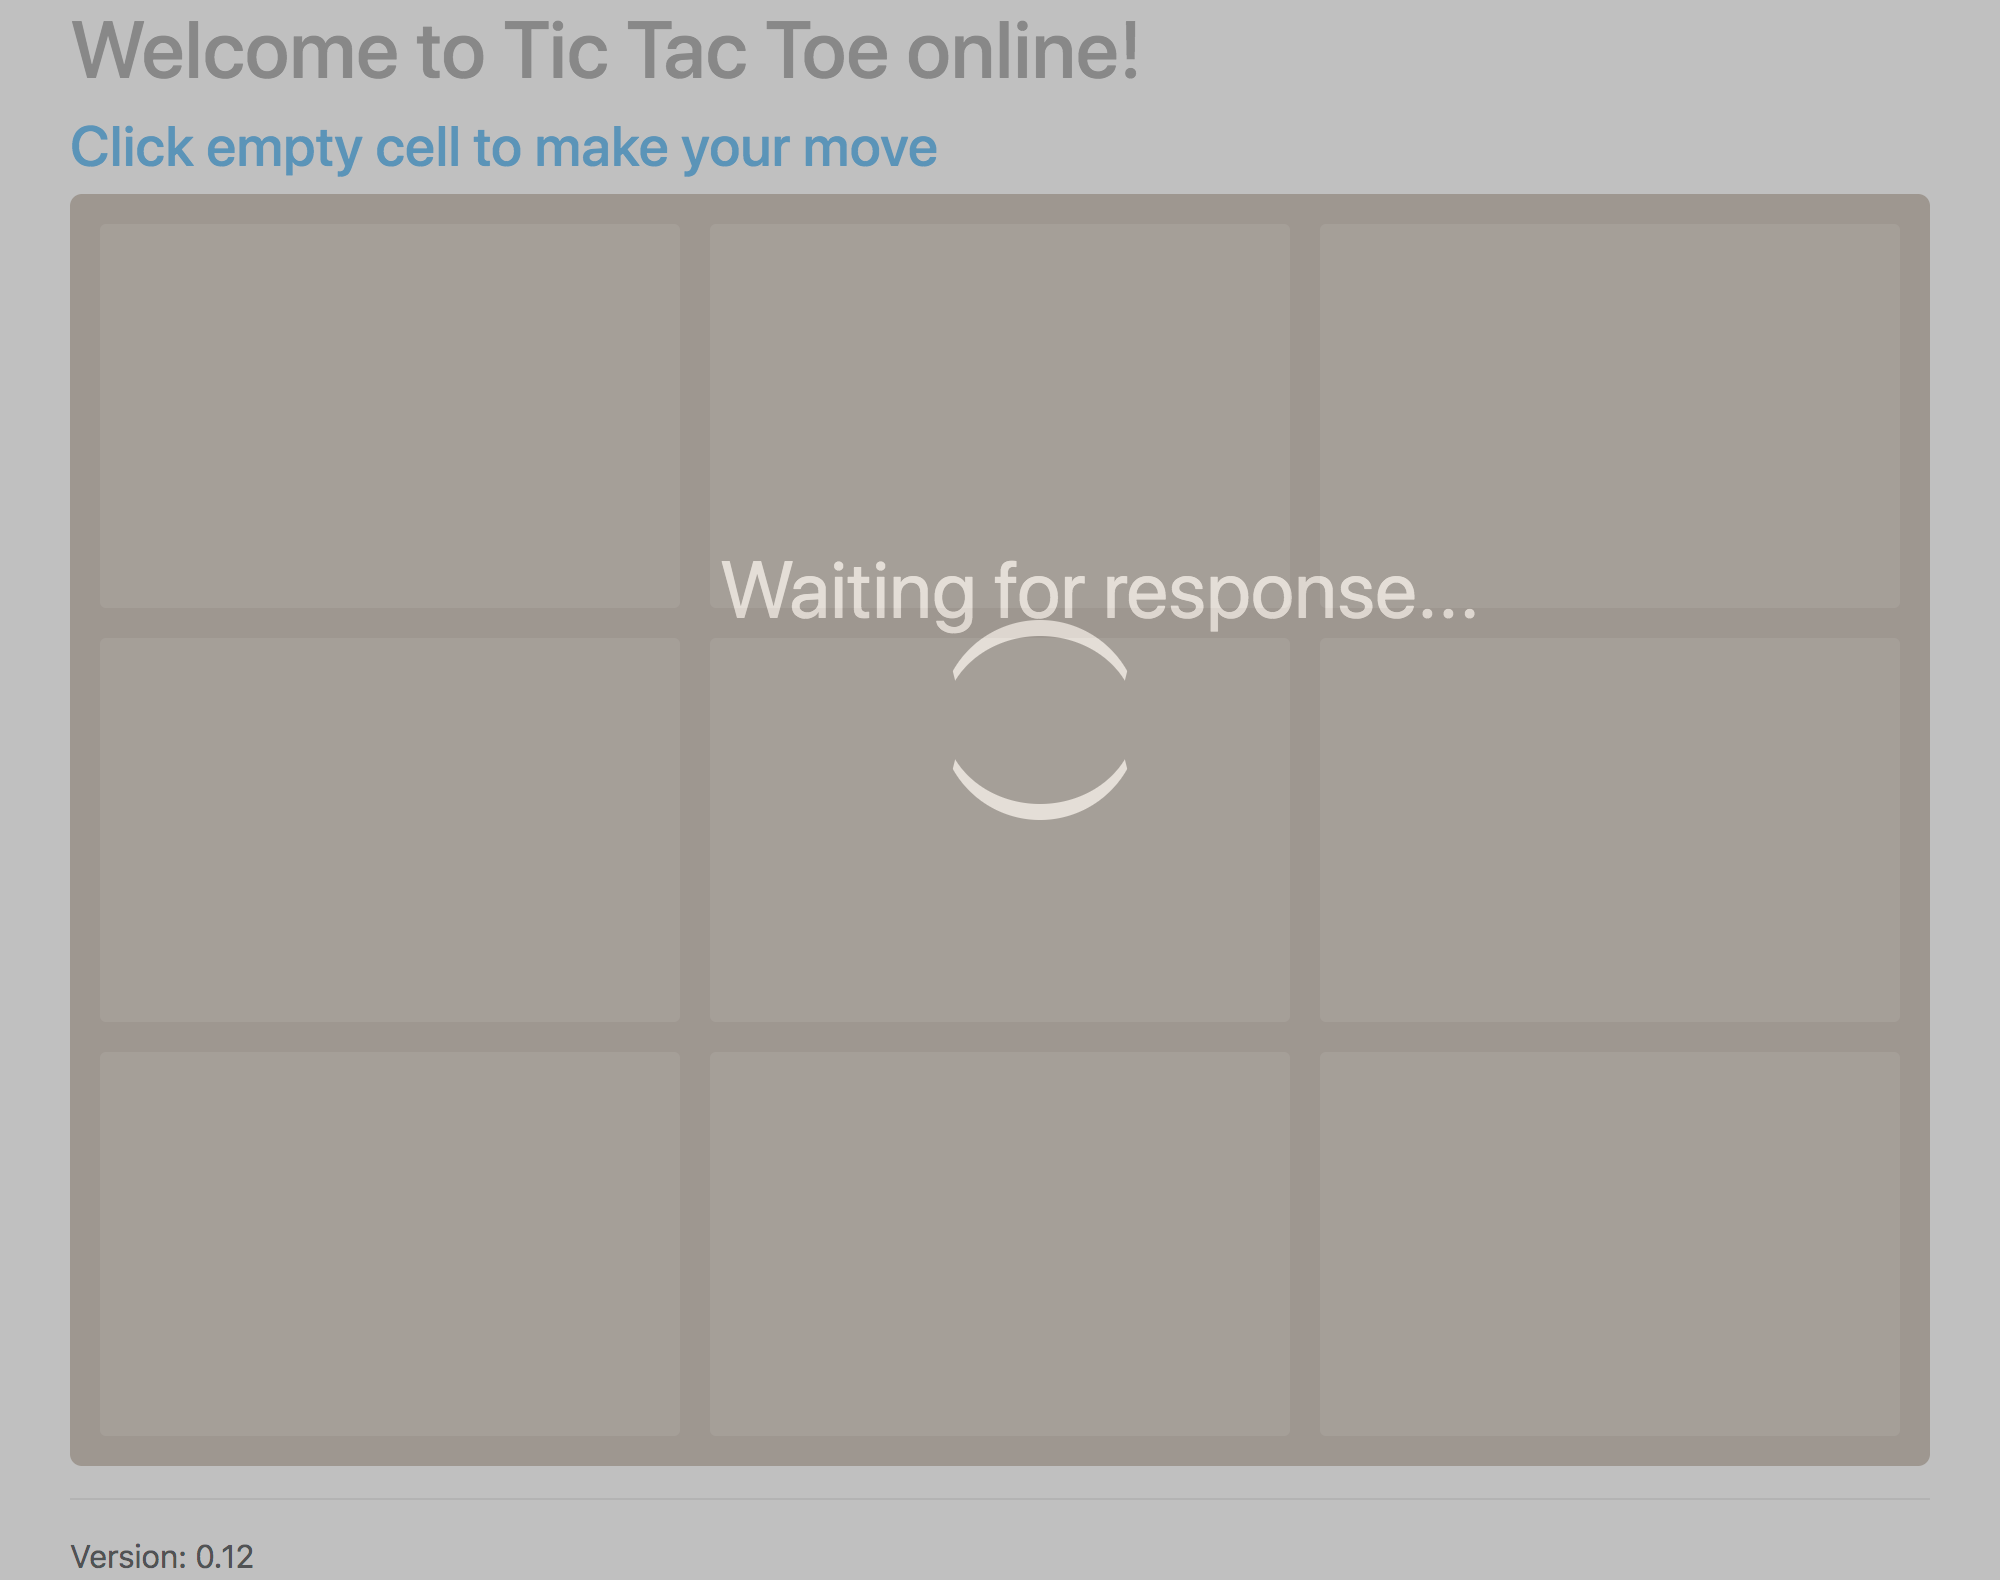 Welcome to Tic Tac Toe online!
Click empty cell to make your move
Waiting for response...
Version: 0.12